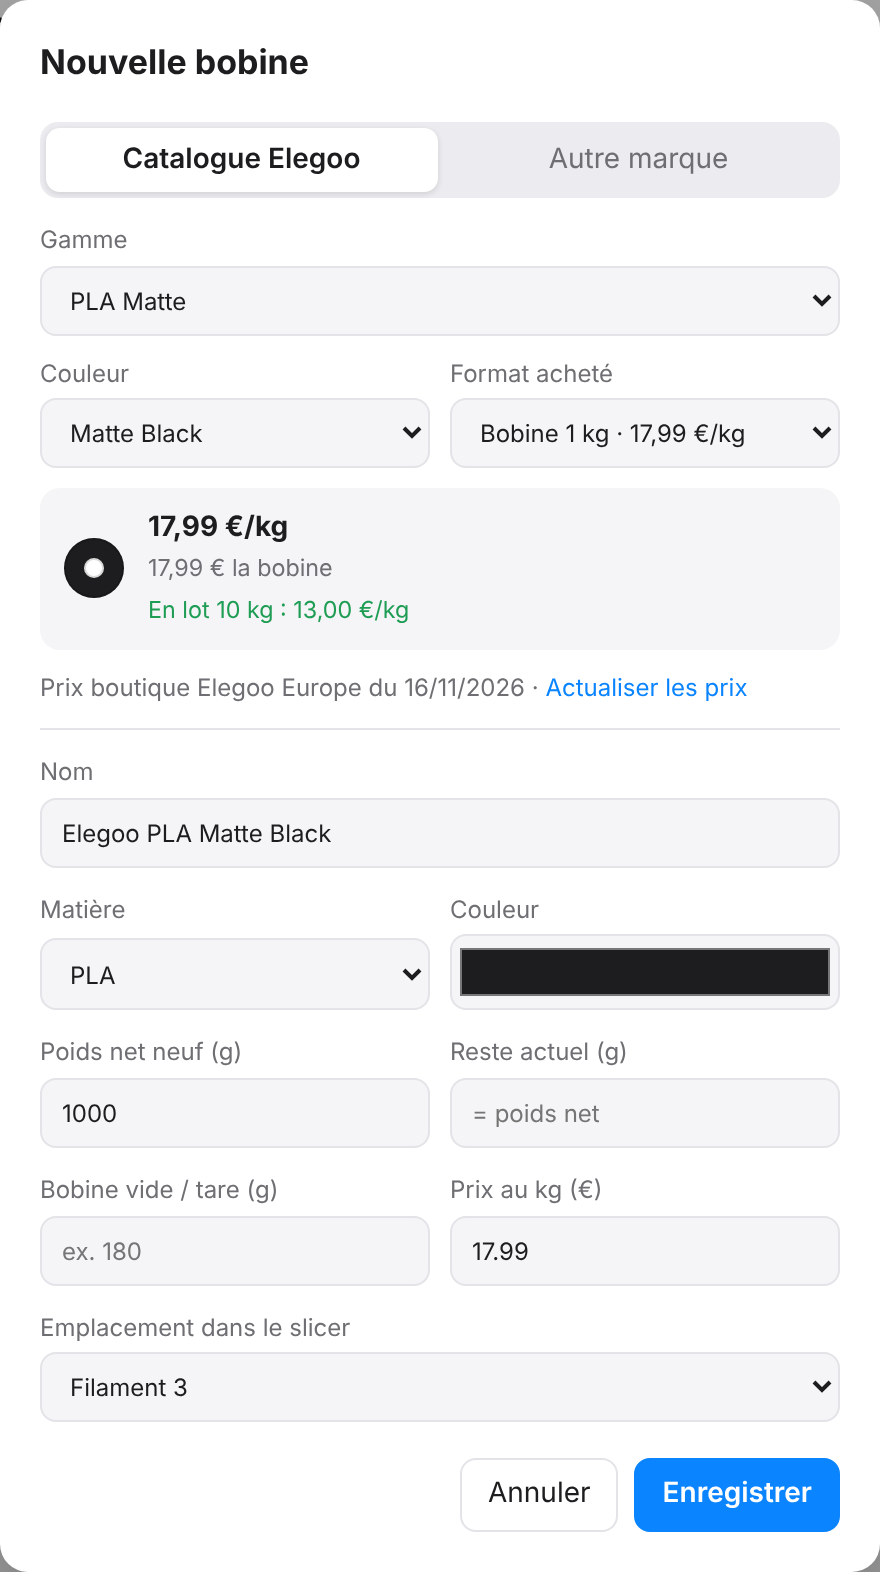 Nouvelle bobine
Catalogue Elegoo
Autre marque
Gamme
PLA Matte
Couleur
Format acheté
Matte Black
Bobine 1 kg · 17,99 €/kg
17,99 €/kg
17,99 € la bobine
En lot 10 kg : 13,00 €/kg
Prix boutique Elegoo Europe du 16/11/2026 · Actualiser les prix
Nom
Elegoo PLA Matte Black
Matière
Couleur
PLA
Poids net neuf (g)
Reste actuel (g)
1000
= poids net
Bobine vide / tare (g)
Prix au kg (€)
ex. 180
17.99
Emplacement dans le slicer
Filament 3
Annuler
Enregistrer